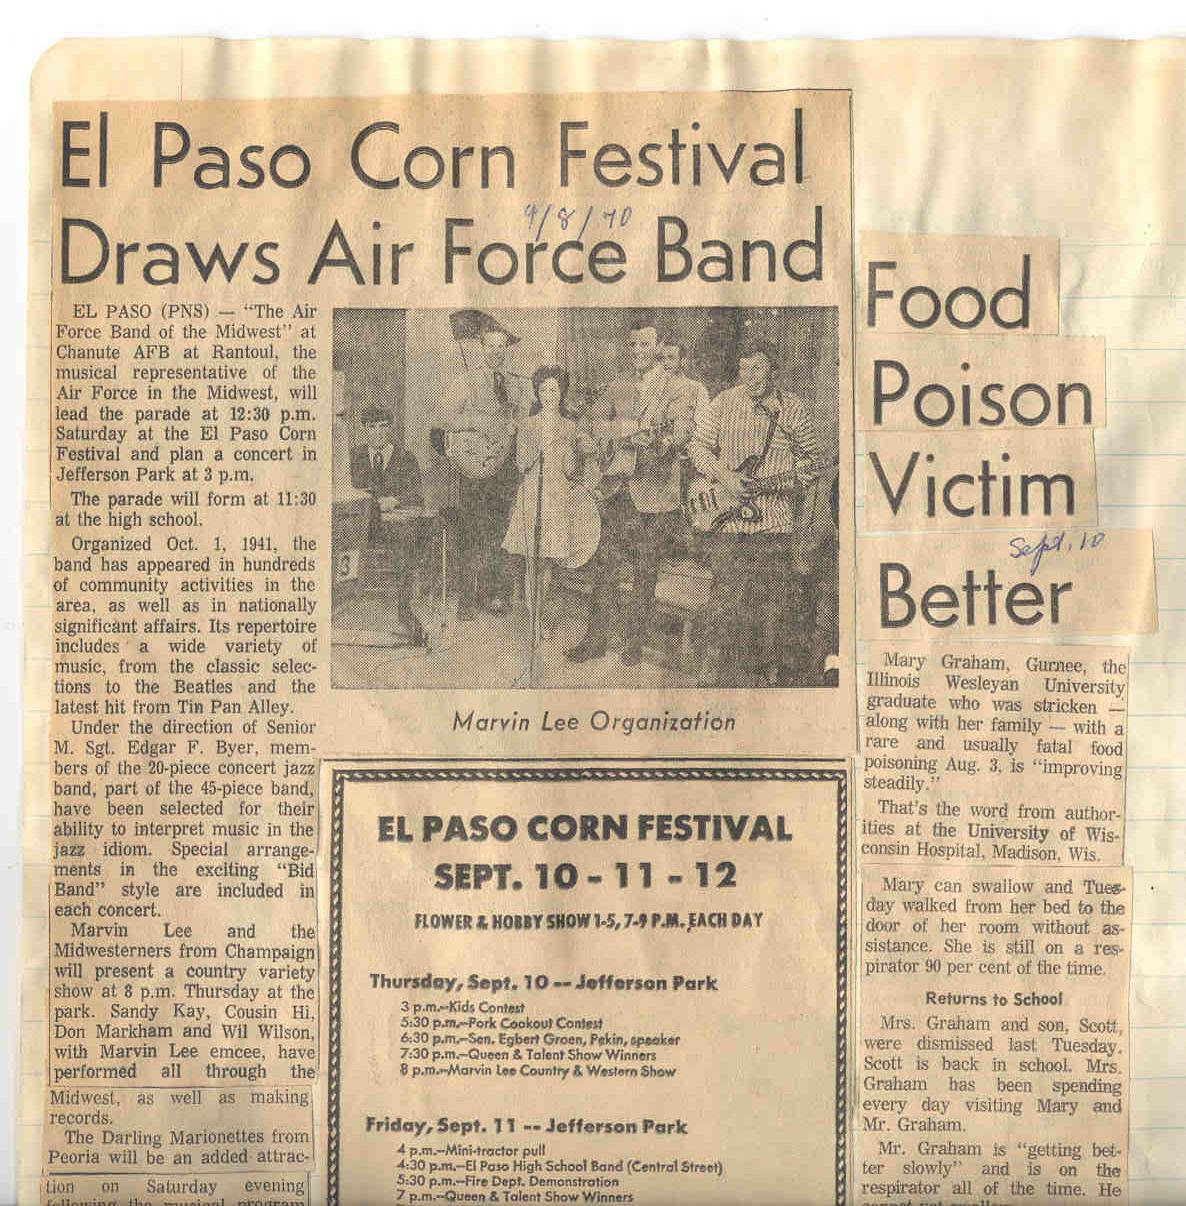 El Paso Corn Festival
Draws Air Force Band
9/8/70
EL PASO (PNS) — “The Air
Force Band of the Midwest” at
Chanute AFB at Rantoul, the
musical representative of the
Air Force in the Midwest, will
lead the parade at 12:30 p.m.
Saturday at the El Paso Corn
Festival and plan a concert in
Jefferson Park at 3 p.m.
The parade will form at 11:30
at the high school.
Organized Oct. 1, 1941, the
band has appeared in hundreds
of community activities in the
area, as well as in nationally
significant affairs. Its repertoire
includes a wide variety of
music, from the classic selec-
tions to the Beatles and the
latest hit from Tin Pan Alley.
Under the direction of Senior
M. Sgt. Edgar F. Byer, mem-
bers of the 20-piece concert jazz
band, part of the 45-piece band,
have been selected for their
ability to interpret music in the
jazz idiom. Special arrange-
ments in the exciting “Bid
Band” style are included in
each concert.
Marvin Lee and the
Midwesterners from Champaign
will present a country variety
show at 8 p.m. Thursday at the
park. Sandy Kay, Cousin Hi,
Don Markham and Wil Wilson,
with Marvin Lee emcee, have
performed all through the
Midwest, as well as making
records.
The Darling Marionettes from
Peoria will be an added attrac-
tion on Saturday evening
following the musical program
3
Marvin Lee Organization
EL PASO CORN FESTIVAL
SEPT. 10 - 11 - 12
FLOWER & HOBBY SHOW 1-5, 7-9 P.M. EACH DAY
Thursday, Sept. 10 -- Jefferson Park
3 p.m.--Kids Contest
5:30 p.m.--Pork Cookout Contest
6:30 p.m.--Sen. Egbert Groen, Pekin, speaker
7:30 p.m.--Queen & Talent Show Winners
8 p.m.--Marvin Lee Country & Western Show
Friday, Sept. 11 -- Jefferson Park
4 p.m.--Mini-tractor pull
4:30 p.m.--El Paso High School Band (Central Street)
5:30 p.m.--Fire Dept. Demonstration
7 p.m.--Queen & Talent Show Winners
Food
Poison
Victim
Sept. 10
Better
Mary Graham, Gurnee, the
Illinois Wesleyan University
graduate who was stricken —
along with her family — with a
rare and usually fatal food
poisoning Aug. 3, is “improving
steadily.”
That’s the word from author-
ities at the University of Wis-
consin Hospital, Madison, Wis.
Mary can swallow and Tues-
day walked from her bed to the
door of her room without as-
sistance. She is still on a res-
pirator 90 per cent of the time.
Returns to School
Mrs. Graham and son, Scott,
were dismissed last Tuesday.
Scott is back in school. Mrs.
Graham has been spending
every day visiting Mary and
Mr. Graham.
Mr. Graham is “getting bet-
ter slowly” and is on the
respirator all of the time. He